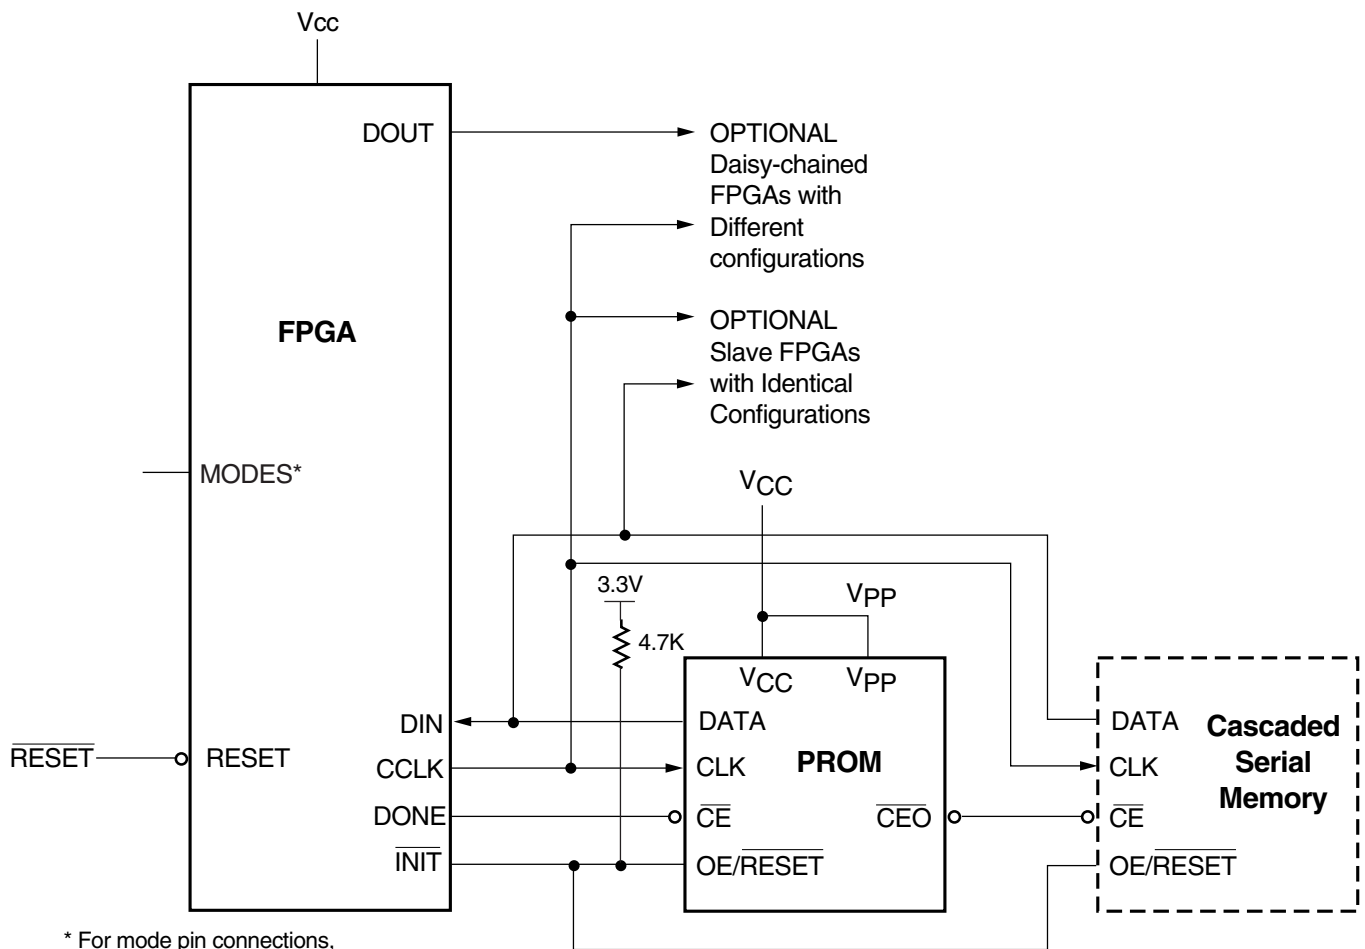 Vcc
DOUT
OPTIONAL
Daisy-chained
FPGAs with
Different
configurations
FPGA
OPTIONAL
Slave FPGAs
with Identical
Configurations
MODES*
VCC
3.3V
VPP
4.7K
VCC VPP
DIN
DATA
DATA
Cascaded
Serial
Memory
RESET
RESET
CCLK
CLK
PROM
CLK
DONE
CE
CEO
CE
INIT
OE/RESET
OE/RESET
* For mode pin connections,